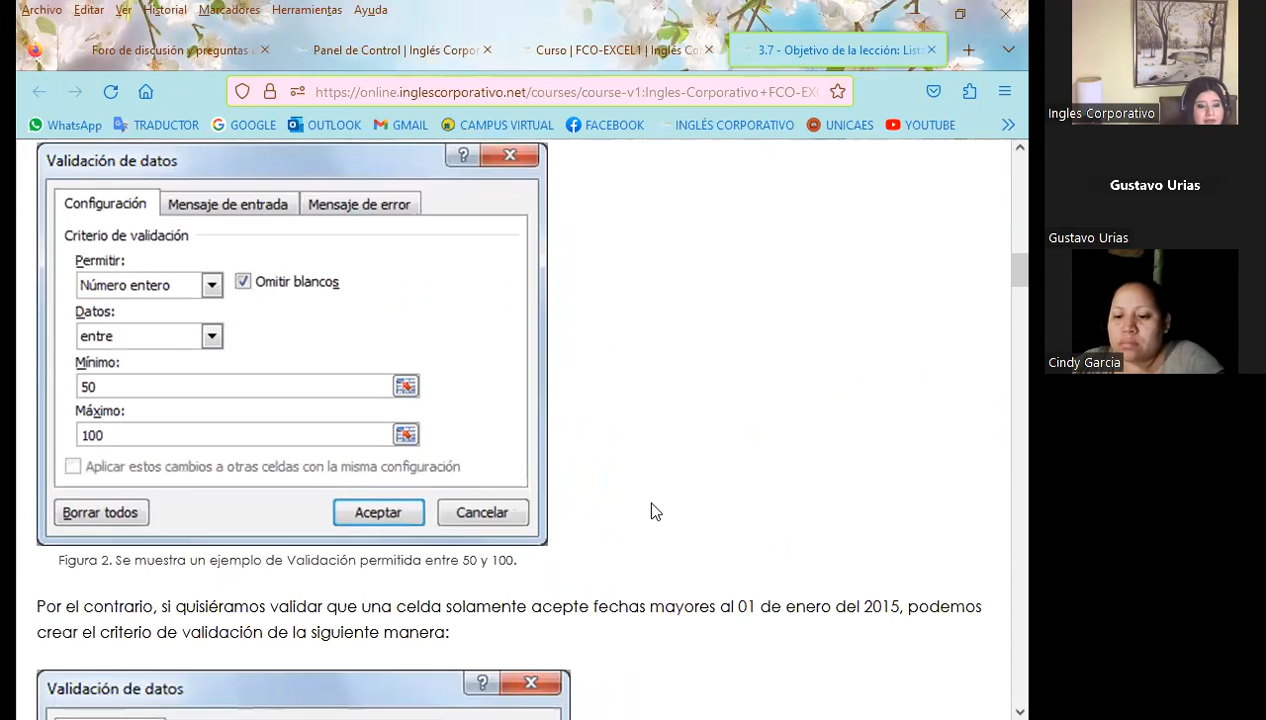 Archivo Editar Ver Historial Marcadores Herramientas Ayuda
Foro de discusión y preguntas
Panel de Control | Inglés Corpor
Curso | FCO-EXCEL1 | Inglés Co
3.7 - Objetivo de la lección: List
https://online.inglescorporativo.net/courses/course-v1:Ingles-Corporativo+FCO-EX
WhatsApp TRADUCTOR GOOGLE OUTLOOK GMAIL CAMPUS VIRTUAL FACEBOOK INGLÉS CORPORATIVO UNICAES YOUTUBE
Validación de datos
Configuración Mensaje de entrada Mensaje de error
Criterio de validación
Permitir:
Número entero Omitir blancos
Datos:
entre
Mínimo:
50
Máximo:
100
Aplicar estos cambios a otras celdas con la misma configuración
Borrar todos Aceptar Cancelar
Figura 2. Se muestra un ejemplo de Validación permitida entre 50 y 100.
Por el contrario, si quisiéramos validar que una celda solamente acepte fechas mayores al 01 de enero del 2015, podemos
crear el criterio de validación de la siguiente manera:
Validación de datos
Ingles Corporativo
Gustavo Urias
Gustavo Urias
Cindy Garcia